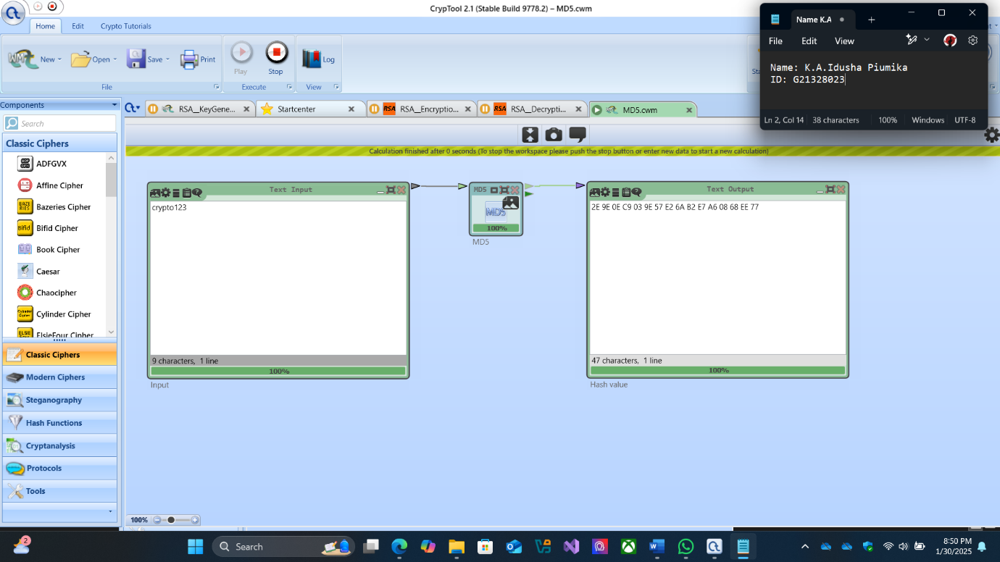 CrypTool 2.1 (Stable Build 9778.2) – MD5.cwm
Home Edit Crypto Tutorials
New Open Save Print Play Stop Log
File Execute View
Name K.A
File Edit View
Name: K.A.Idusha Piumika
ID: G21328023
Ln 2, Col 14 38 characters 100% Windows UTF-8
Components
Search
Classic Ciphers
ADFGVX
Affine Cipher
Bazeries Cipher
Bifid Cipher
Book Cipher
Caesar
Chaocipher
Cylinder Cipher
ElsieFour Cipher
Classic Ciphers
Modern Ciphers
Steganography
Hash Functions
Cryptanalysis
Protocols
Tools
RSA__KeyGene... Startcenter RSA__Encryptio... RSA__Decrypti... MD5.cwm
Calculation finished after 0 seconds (To stop the workspace please push the stop button or enter new data to start a new calculation)
Text Input
crypto123
9 characters, 1 line
100%
Input
MD5
MD5
100%
MD5
Text Output
2E 9E 0E C9 03 9E 57 E2 6A B2 E7 A6 08 68 EE 77
47 characters, 1 line
100%
Hash value
100%
2
Search
8:50 PM
1/30/2025